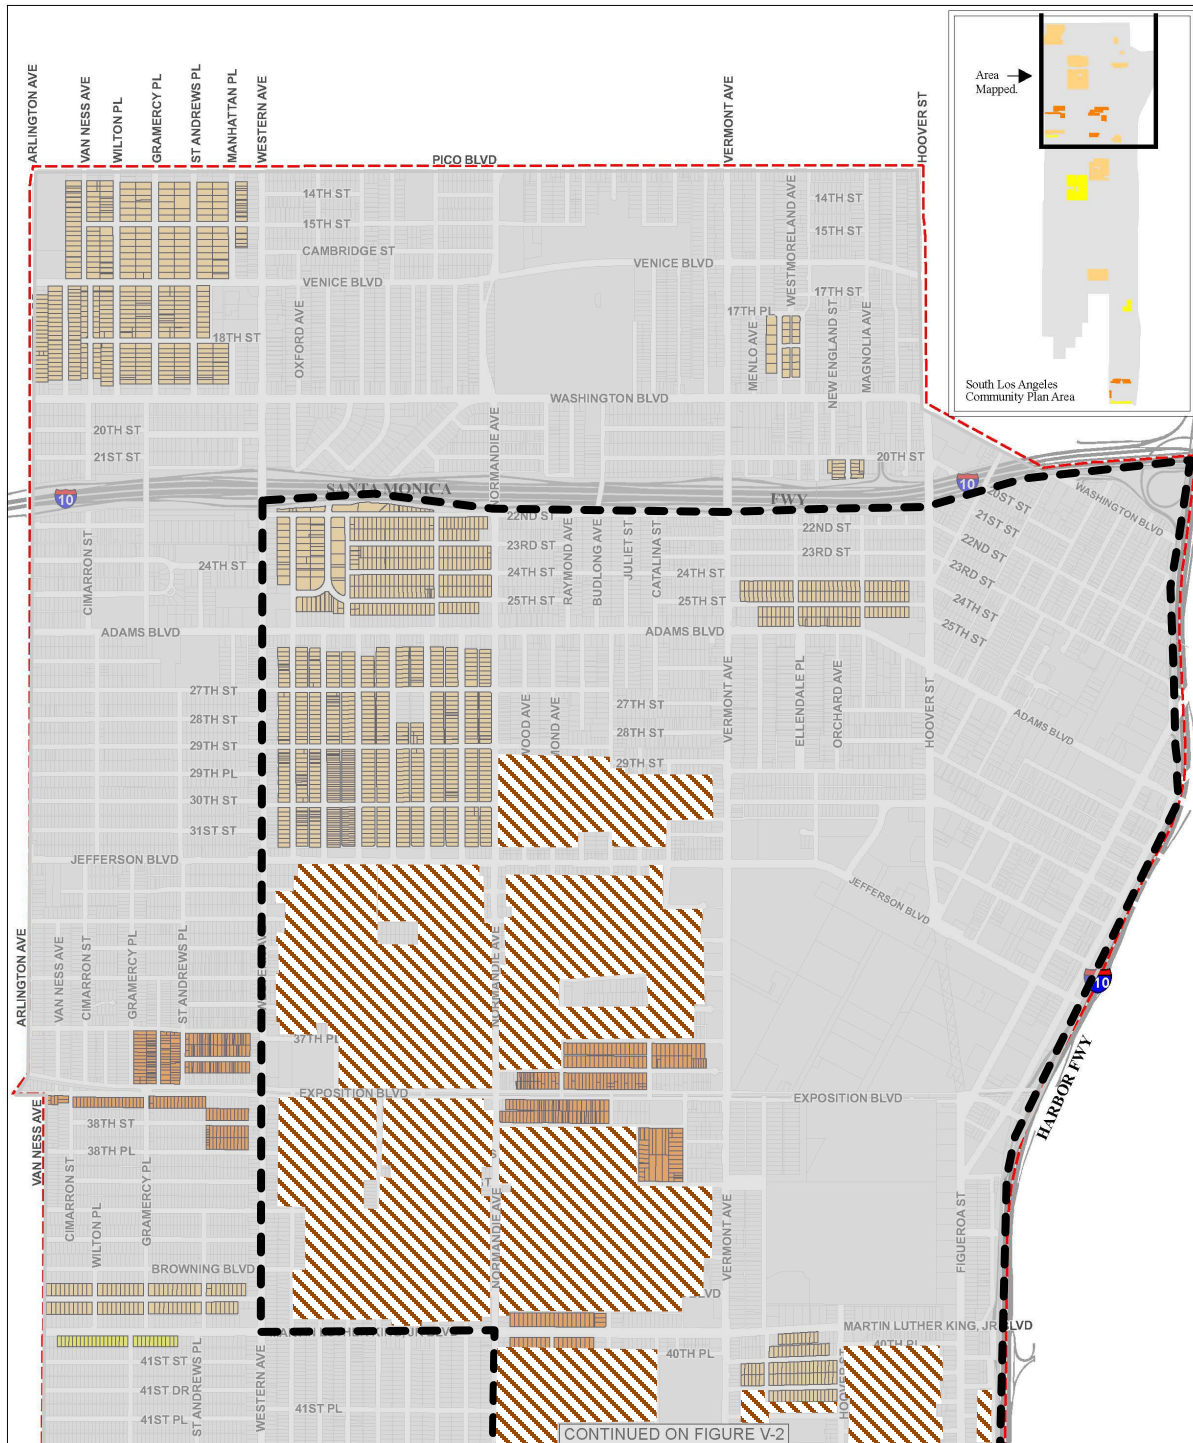 ARLINGTON AVE
VAN NESS AVE
WILTON PL
GRAMERCY PL
ST ANDREWS PL
MANHATTAN PL
WESTERN AVE
VERMONT AVE
HOOVER ST
Area
Mapped.
South Los Angeles
Community Plan Area
PICO BLVD
14TH ST
15TH ST
CAMBRIDGE ST
VENICE BLVD
OXFORD AVE
18TH ST
VENICE BLVD
WESTMORELAND AVE
14TH ST
15TH ST
17TH ST
17TH PL
MENLO AVE
NEW ENGLAND ST
MAGNOLIA AVE
WASHINGTON BLVD
NORMANDIE AVE
20TH ST
21ST ST
20TH ST
10
SANTA MONICA
FWY
10
WASHINGTON BLVD
20ST ST
21ST ST
22ND ST
23RD ST
24TH ST
25TH ST
CIMARRON ST
24TH ST
22ND ST
23RD ST
24TH ST
25TH ST
RAYMOND AVE
BUDLONG AVE
JULIET ST
CATALINA ST
22ND ST
23RD ST
24TH ST
25TH ST
ADAMS BLVD
ADAMS BLVD
ADAMS BLVD
27TH ST
28TH ST
29TH ST
29TH PL
30TH ST
31ST ST
WOOD AVE
MOND AVE
27TH ST
28TH ST
29TH ST
VERMONT AVE
ELLENDALE PL
ORCHARD AVE
HOOVER ST
JEFFERSON BLVD
JEFFERSON BLVD
ARLINGTON AVE
VAN NESS AVE
CIMARRON ST
GRAMERCY PL
ST ANDREWS PL
NORMANDIE AVE
10
HARBOR FWY
37TH PL
EXPOSITION BLVD
EXPOSITION BLVD
VAN NESS AVE
38TH ST
38TH PL
CIMARRON ST
WILTON PL
GRAMERCY PL
NORMANDIE AVE
VERMONT AVE
FIGUEROA ST
BROWNING BLVD
MARTIN LUTHER KING, JR BLVD
40TH PL
40TH PL
41ST ST
41ST DR
41ST PL
ST ANDREWS PL
WESTERN AVE
41ST PL
HOOVER ST
CONTINUED ON FIGURE V-2